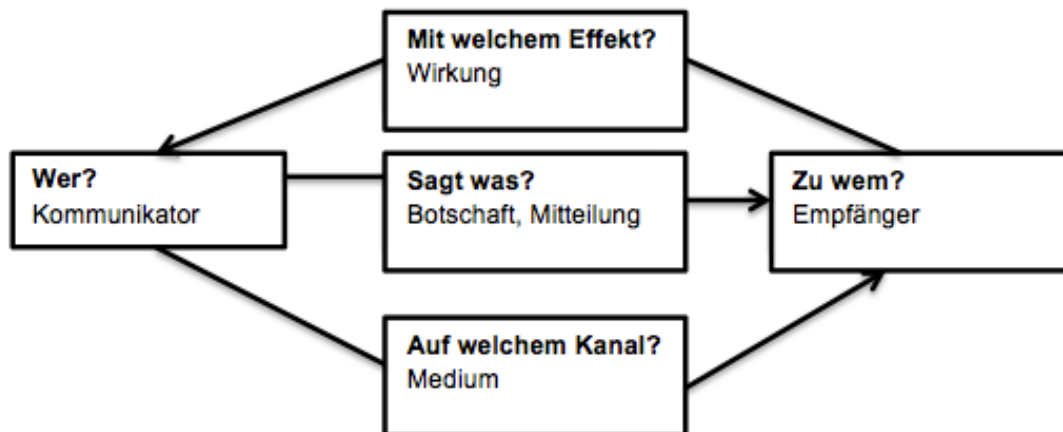 Mit welchem Effekt?
Wirkung
Wer?
Kommunikator
Sagt was?
Botschaft, Mitteilung
Zu wem?
Empfänger
Auf welchem Kanal?
Medium